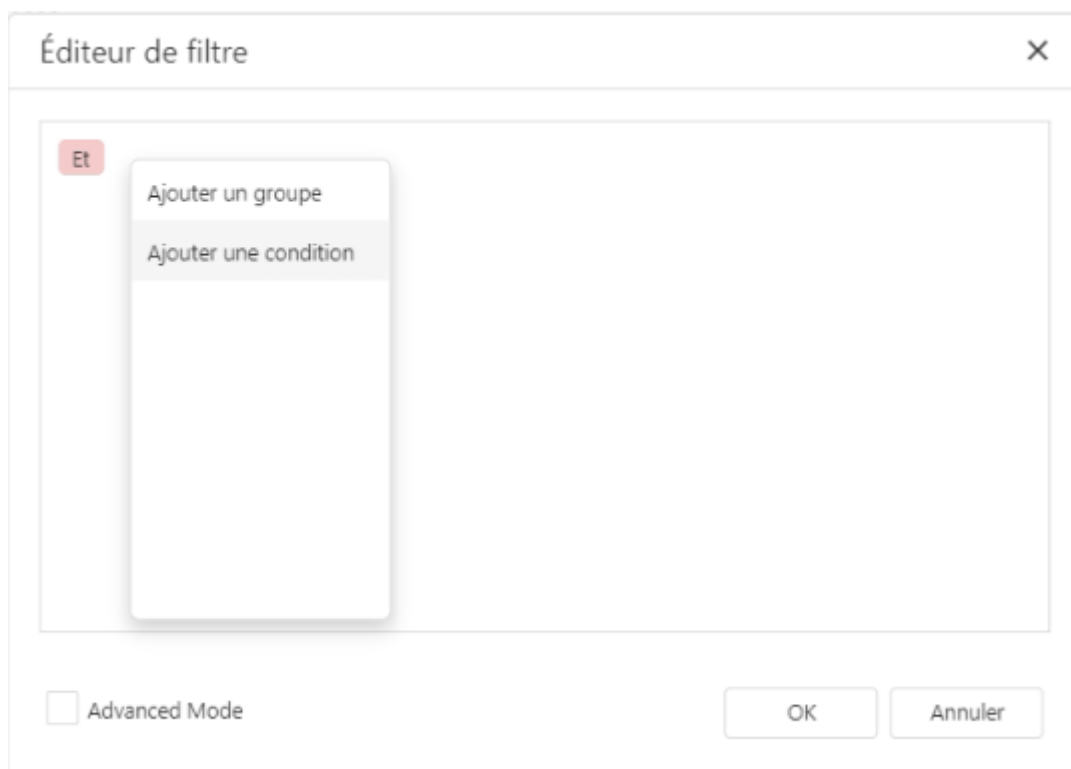 Éditeur de filtre
Et
Ajouter un groupe
Ajouter une condition
Advanced Mode
OK
Annuler